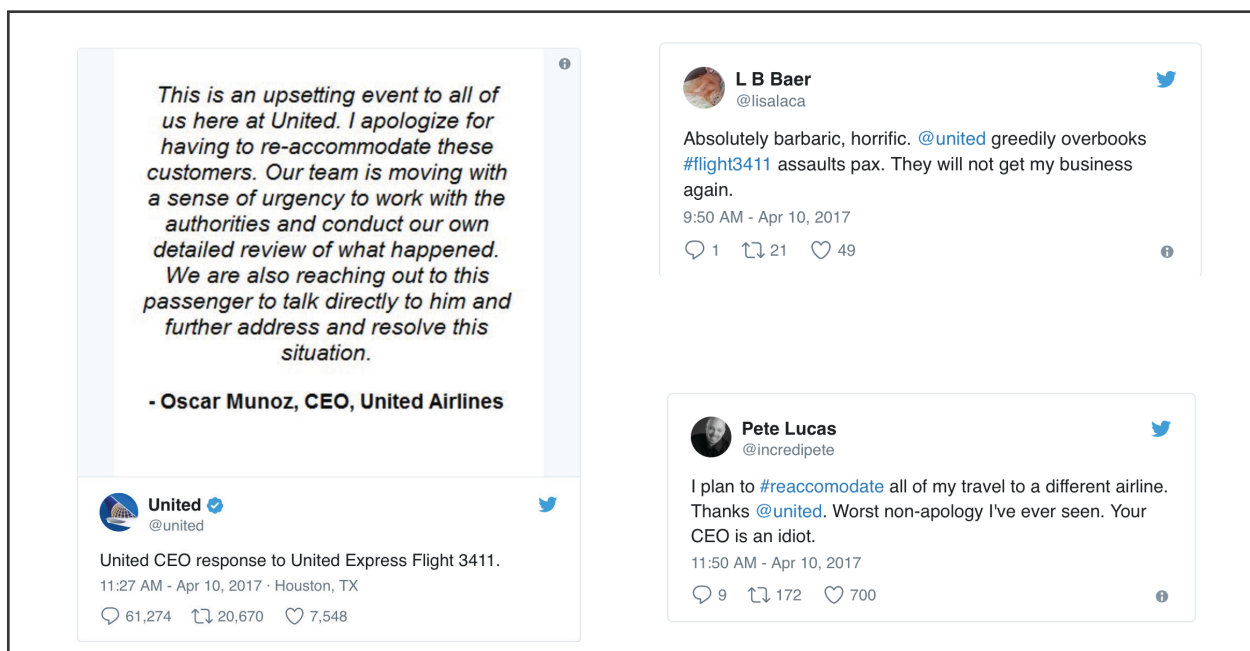 This is an upsetting event to all of
us here at United. I apologize for
having to re-accommodate these
customers. Our team is moving with
a sense of urgency to work with the
authorities and conduct our own
detailed review of what happened.
We are also reaching out to this
passenger to talk directly to him and
further address and resolve this
situation.
- Oscar Munoz, CEO, United Airlines
United
@united
United CEO response to United Express Flight 3411.
11:27 AM - Apr 10, 2017 · Houston, TX
61,274 20,670 7,548
L B Baer
@lisalaca
Absolutely barbaric, horrific. @united greedily overbooks
#flight3411 assaults pax. They will not get my business
again.
9:50 AM - Apr 10, 2017
1 21 49
Pete Lucas
@incredipete
I plan to #reaccomodate all of my travel to a different airline.
Thanks @united. Worst non-apology I've ever seen. Your
CEO is an idiot.
11:50 AM - Apr 10, 2017
9 172 700